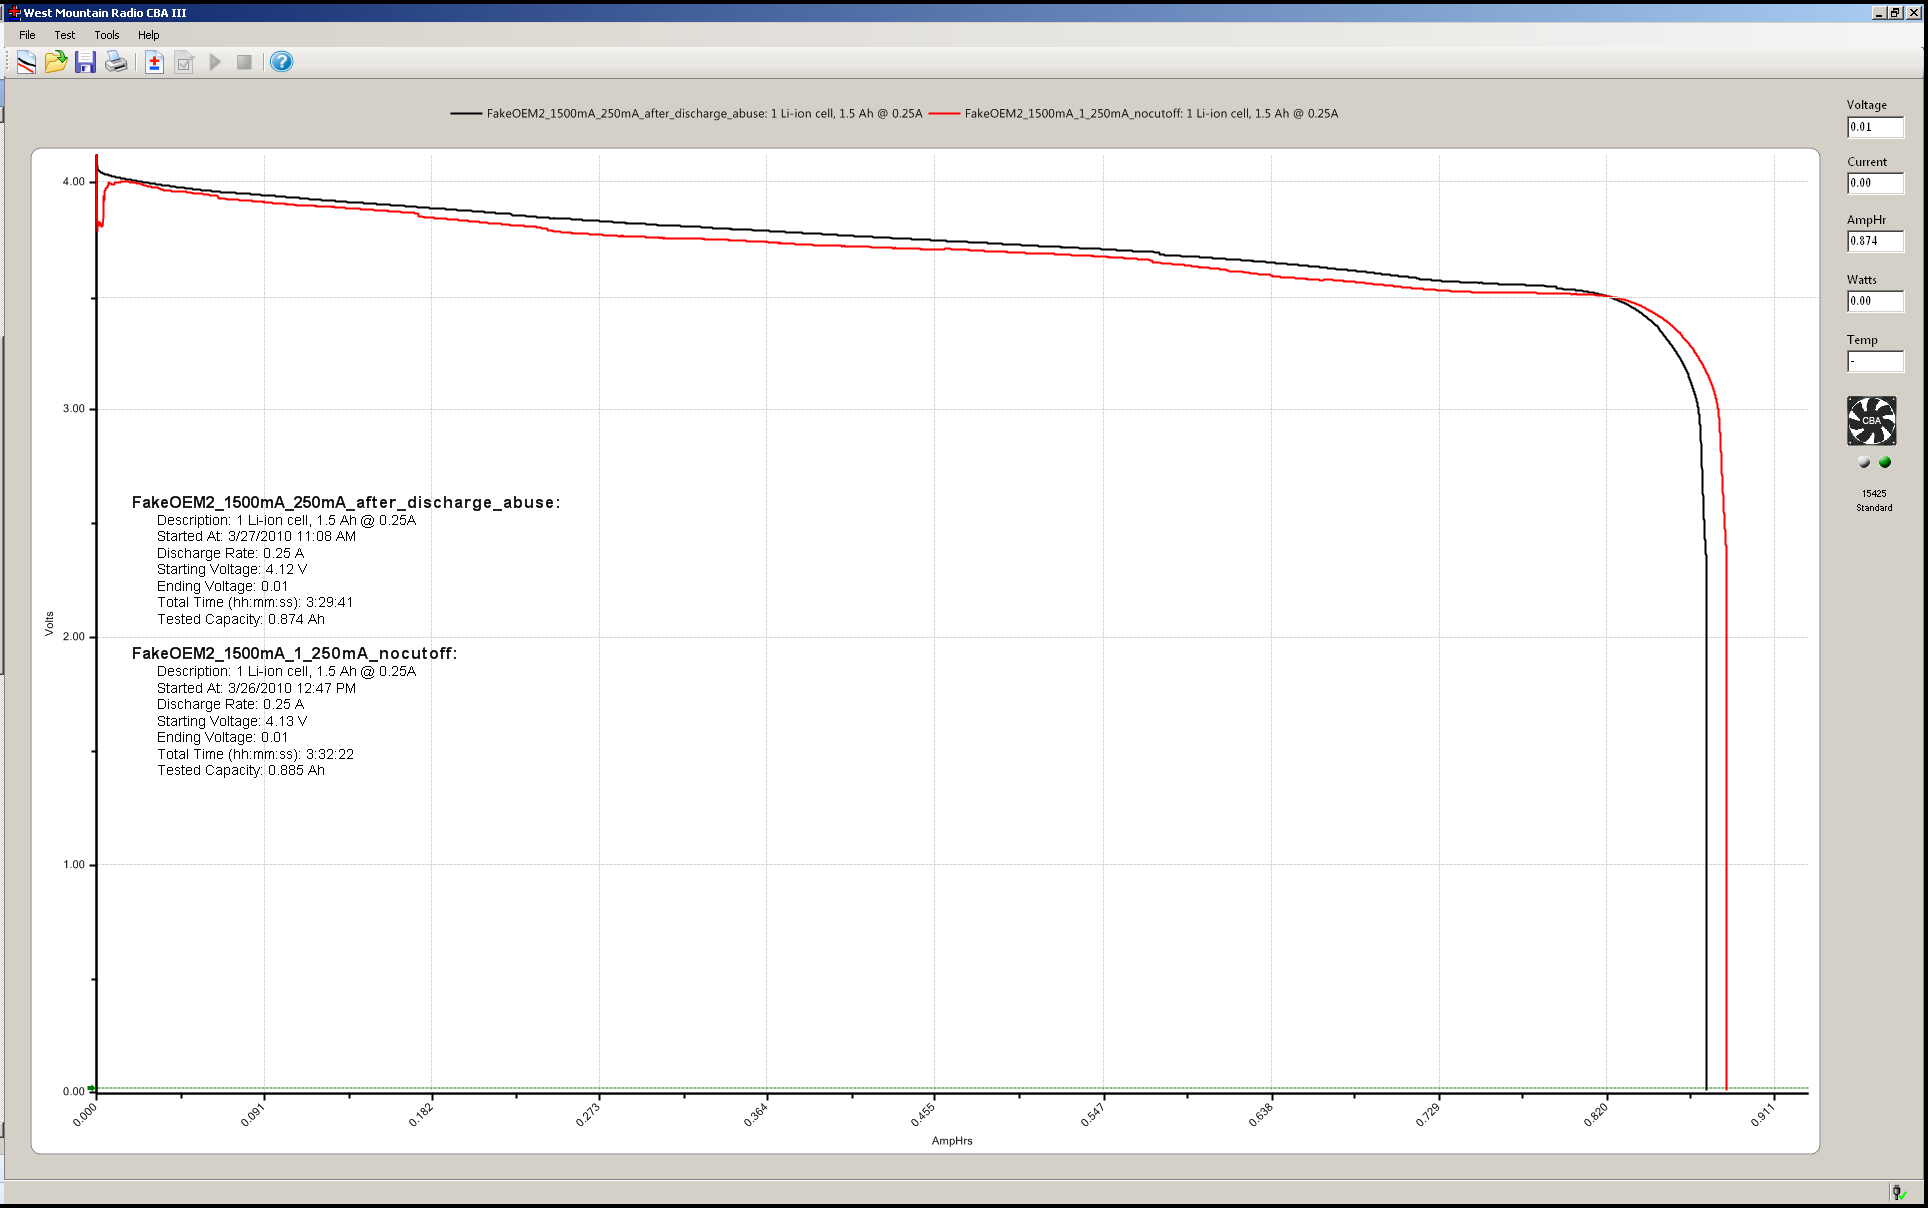 West Mountain Radio CBA III
File Test Tools Help
FakeOEM2_1500mA_250mA_after_discharge_abuse: 1 Li-ion cell, 1.5 Ah @ 0.25A FakeOEM2_1500mA_1_250mA_nocutoff: 1 Li-ion cell, 1.5 Ah @ 0.25A
Voltage
0.01
Current
0.00
AmpHr
0.874
Watts
0.00
Temp
-
CBA
15425
Standard
4.00
3.00
2.00
1.00
0.00
Volts
FakeOEM2_1500mA_250mA_after_discharge_abuse:
Description: 1 Li-ion cell, 1.5 Ah @ 0.25A
Started At: 3/27/2010 11:08 AM
Discharge Rate: 0.25 A
Starting Voltage: 4.12 V
Ending Voltage: 0.01
Total Time (hh:mm:ss): 3:29:41
Tested Capacity: 0.874 Ah
FakeOEM2_1500mA_1_250mA_nocutoff:
Description: 1 Li-ion cell, 1.5 Ah @ 0.25A
Started At: 3/26/2010 12:47 PM
Discharge Rate: 0.25 A
Starting Voltage: 4.13 V
Ending Voltage: 0.01
Total Time (hh:mm:ss): 3:32:22
Tested Capacity: 0.885 Ah
0.000 0.091 0.182 0.273 0.364 0.455 0.547 0.638 0.729 0.820 0.911
AmpHrs